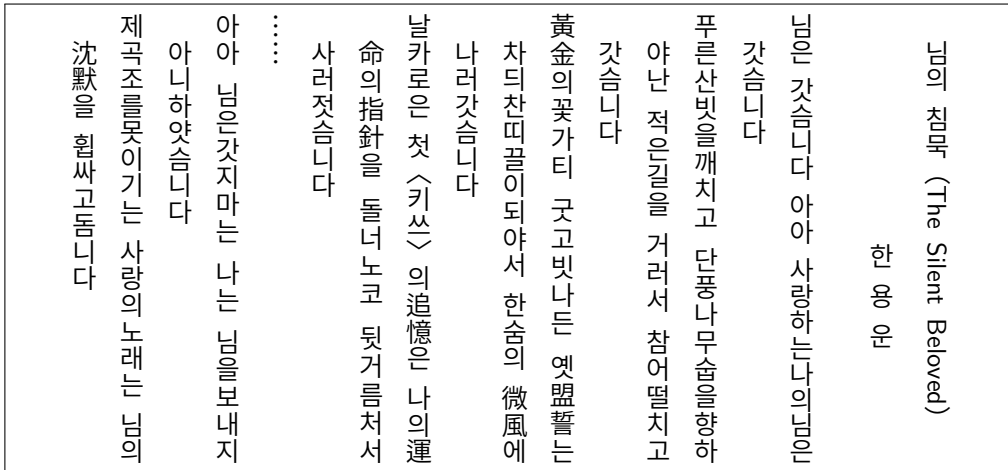 님의 침묵 (The Silent Beloved)
한 용 운
님은 갓슴니다 아아 사랑하는나의님은
갓슴니다
푸른산빗을깨치고 단풍나무숩을향하
야난 적은길을 거러서 참어떨치고
갓슴니다
黃金의꽃가티 굿고빗나든 옛盟誓는
차듸찬띠끌이되야서 한숨의 微風에
나러갓슴니다
날카로은 첫 〈키쓰〉의追憶은 나의運
命의指針을 돌너노코 뒷거름처서
사러젓슴니다
……
아아 님은갓지마는 나는 님을보내지
아니하얏슴니다
제곡조를못이기는 사랑의노래는 님의
沈默을 휩싸고돔니다